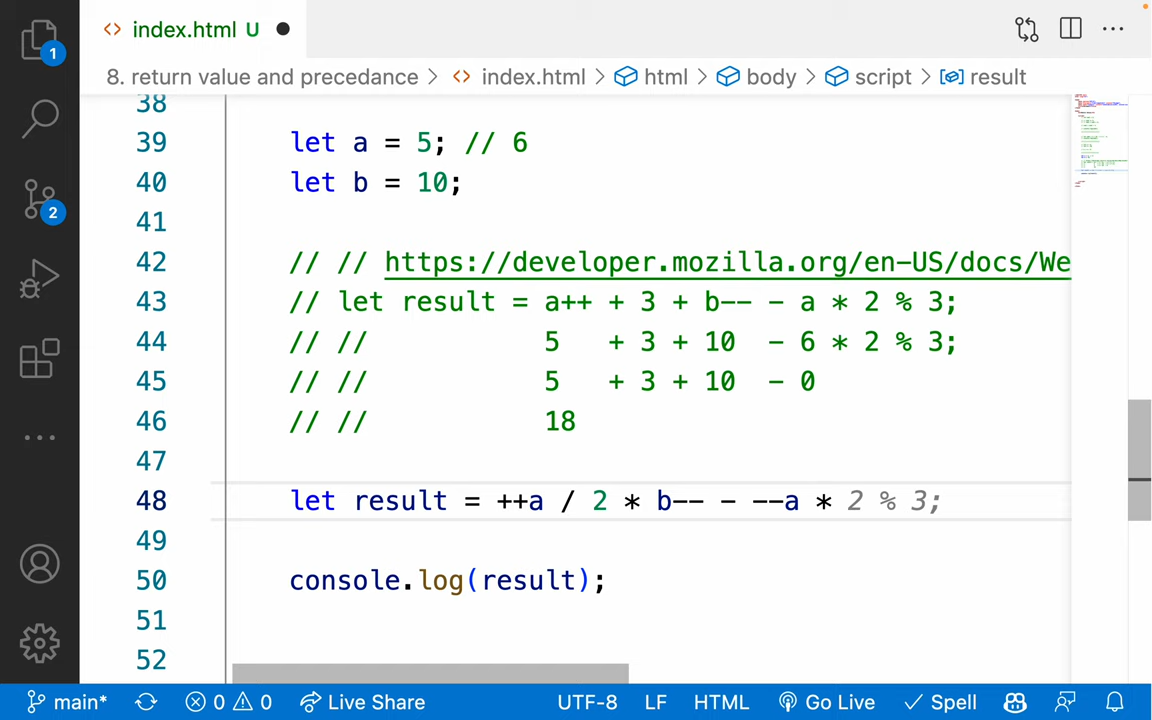 index.html U
8. return value and precedance > index.html > html > body > script > result
1
2
38
39 let a = 5; // 6
40 let b = 10;
41
42 // // https://developer.mozilla.org/en-US/docs/We
43 // let result = a++ + 3 + b-- - a * 2 % 3;
44 // // 5 + 3 + 10 - 6 * 2 % 3;
45 // // 5 + 3 + 10 - 0
46 // // 18
47
48 let result = ++a / 2 * b-- - --a * 2 % 3;
49
50 console.log(result);
51
52
main* 0 0 Live Share UTF-8 LF HTML Go Live Spell